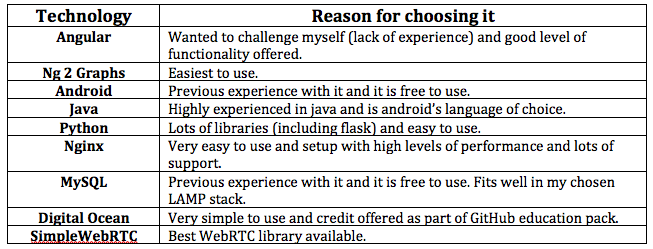 Technology Reason for choosing it
Angular Wanted to challenge myself (lack of experience) and good level of
functionality offered.
Ng 2 Graphs Easiest to use.
Android Previous experience with it and it is free to use.
Java Highly experienced in java and is android's language of choice.
Python Lots of libraries (including flask) and easy to use.
Nginx Very easy to use and setup with high levels of performance and lots of
support.
MySQL Previous experience with it and it is free to use. Fits well in my chosen
LAMP stack.
Digital Ocean Very simple to use and credit offered as part of GitHub education pack.
SimpleWebRTC Best WebRTC library available.